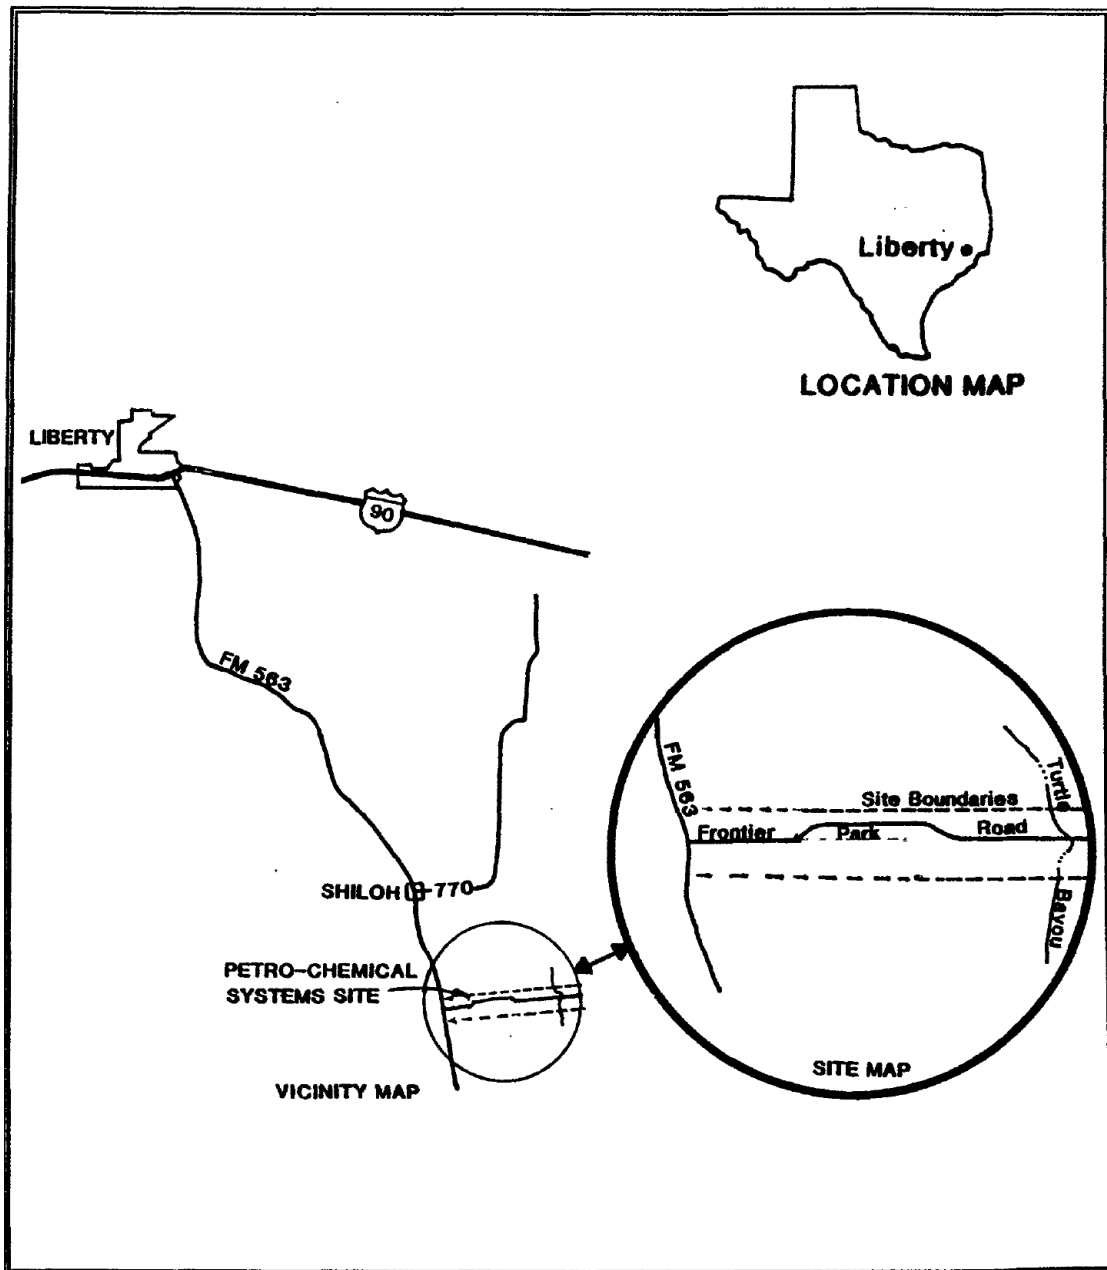 Liberty
LOCATION MAP
LIBERTY
90
FM 563
SHILOH
770
PETRO-CHEMICAL
SYSTEMS SITE
VICINITY MAP
FM 563
Site Boundaries
Frontier Park Road
Turtle
Bayou
SITE MAP